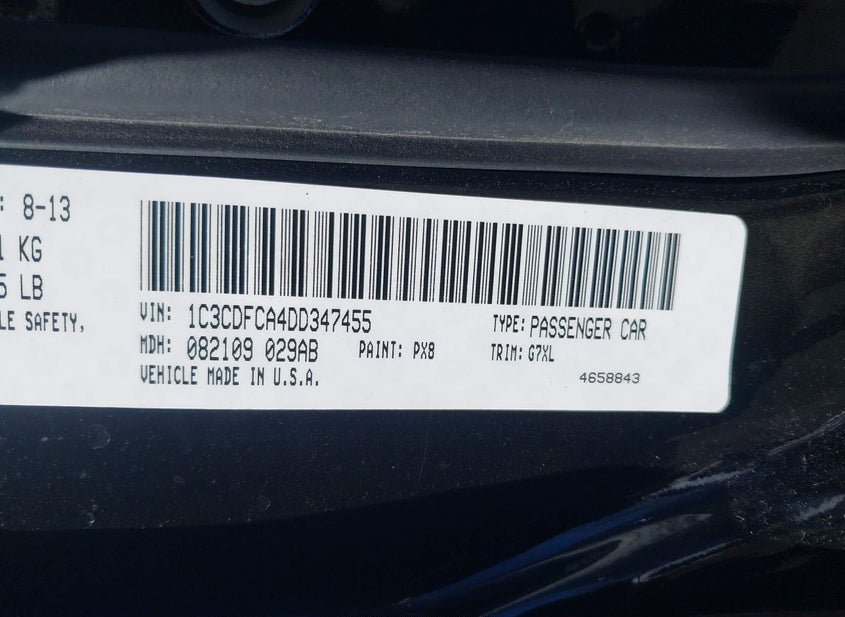 : 8-13
KG
LB
LE SAFETY,
VIN: 1C3CDFCA4DD347455
TYPE: PASSENGER CAR
MDH: 082109 029AB
PAINT: PX8
TRIM: G7XL
VEHICLE MADE IN U.S.A.
4658843